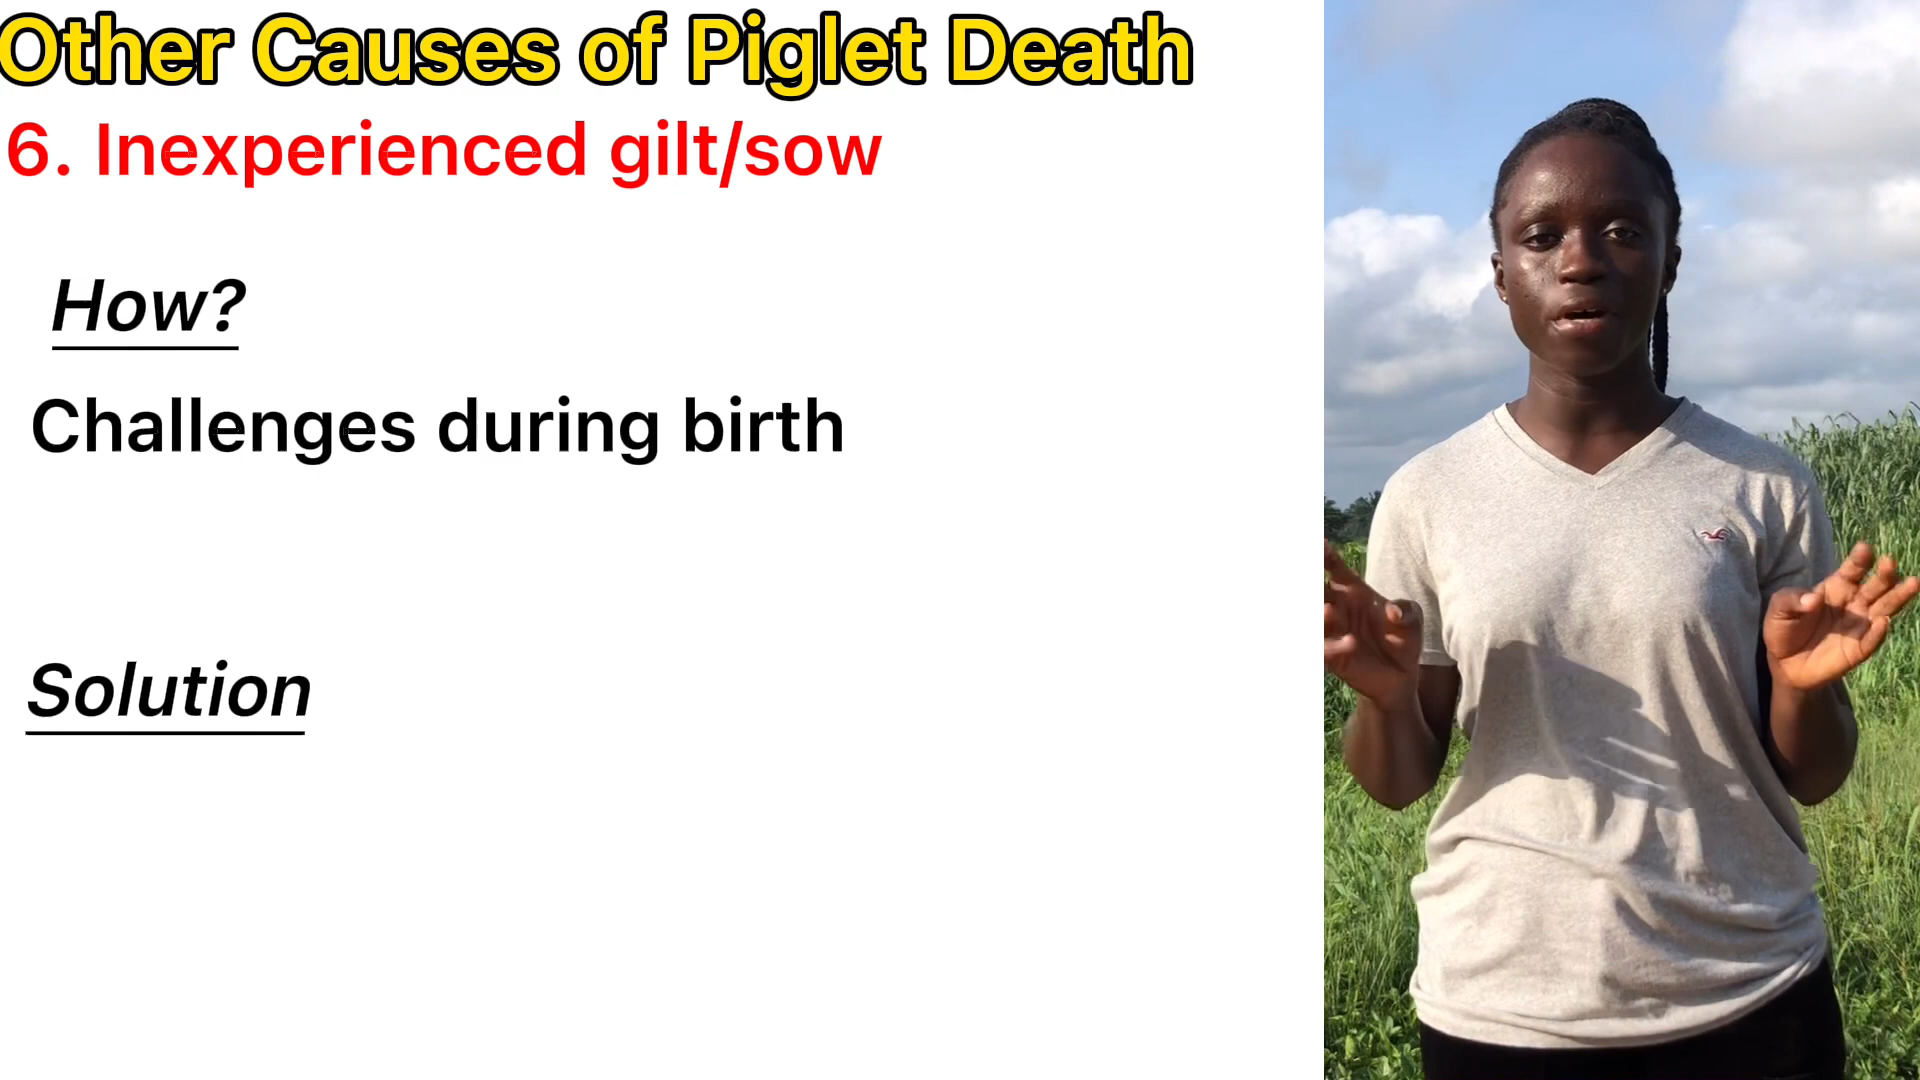 Other Causes of Piglet Death
6. Inexperienced gilt/sow
How?
Challenges during birth
Solution